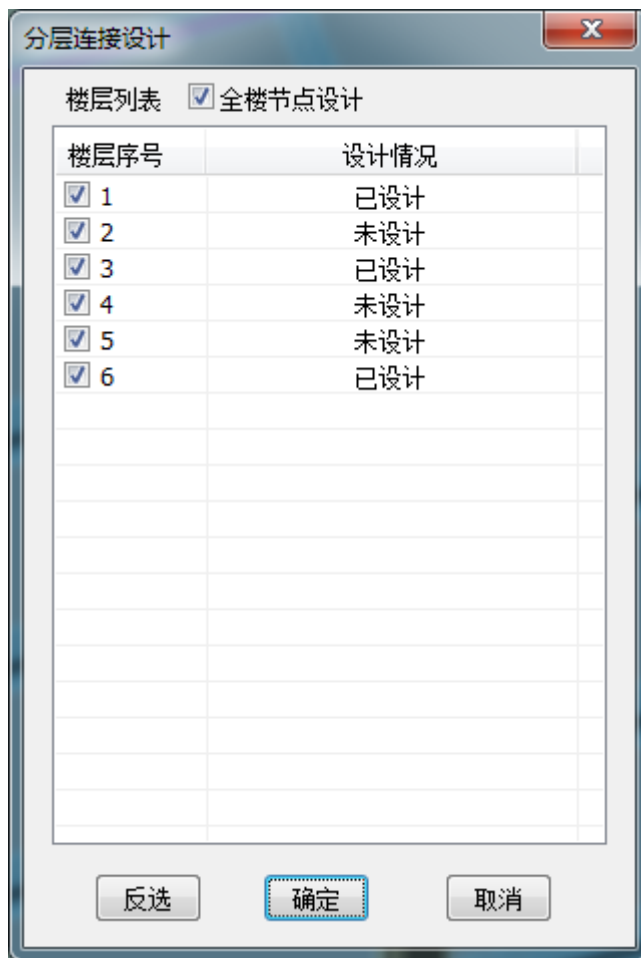 分层连接设计
楼层列表 全楼节点设计
楼层序号 设计情况
1 已设计
2 未设计
3 已设计
4 未设计
5 未设计
6 已设计
反选 确定 取消